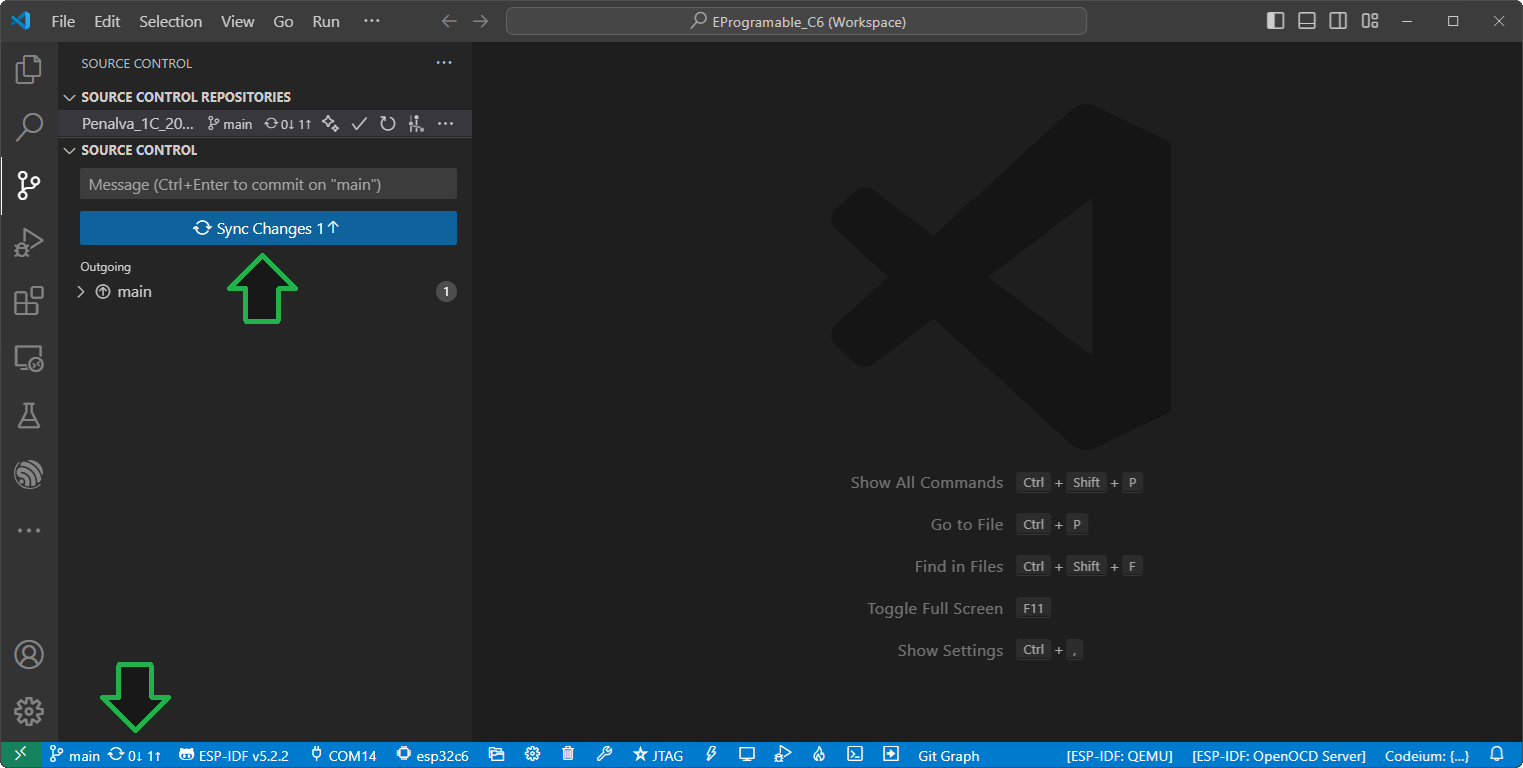 File Edit Selection View Go Run ··· EProgramable_C6 (Workspace)
SOURCE CONTROL ···
SOURCE CONTROL REPOSITORIES
Penalva_1C_20... main 0↓ 1↑ ···
SOURCE CONTROL
Message (Ctrl+Enter to commit on "main")
Sync Changes 1↑
Outgoing
main 1
Show All Commands Ctrl + Shift + P
Go to File Ctrl + P
Find in Files Ctrl + Shift + F
Toggle Full Screen F11
Show Settings Ctrl + ,
main 0↓ 1↑ ESP-IDF v5.2.2 COM14 esp32c6 JTAG Git Graph [ESP-IDF: QEMU] [ESP-IDF: OpenOCD Server] Codeium: {...}